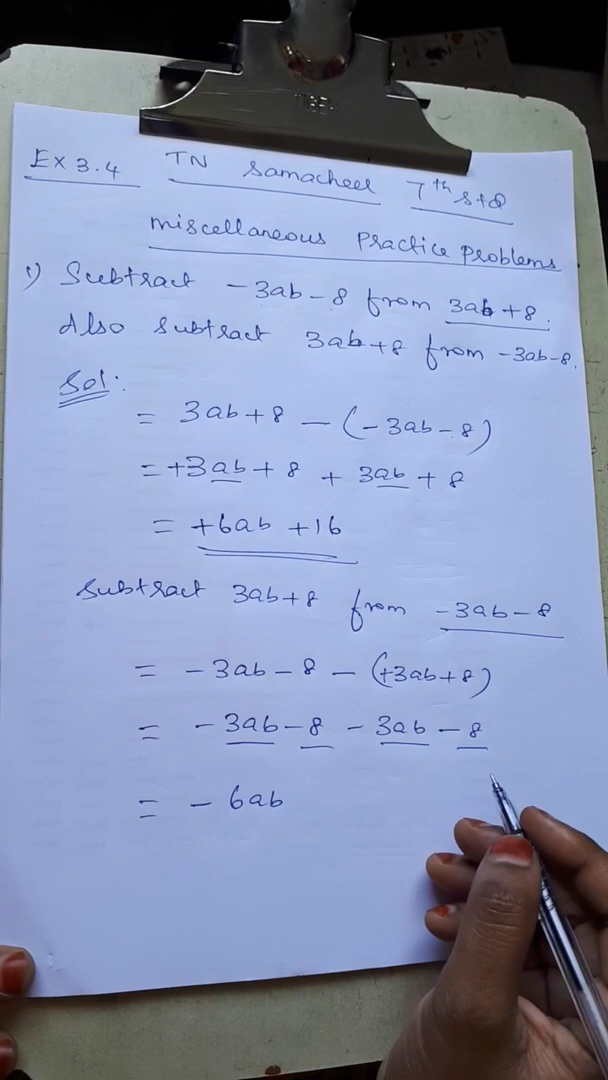 TIGER
EX 3.4 TN Samacheer 7th std
miscellaneous Practice Problems
1) Subtract -3ab-8 from 3ab+8.
Also subtract 3ab+8 from -3ab-8.
Sol:
= 3ab+8 - (-3ab-8)
= +3ab+8 + 3ab+8
= +6ab +16
Subtract 3ab+8 from -3ab-8
= -3ab-8 - (+3ab+8)
= -3ab-8 -3ab-8
= -6ab